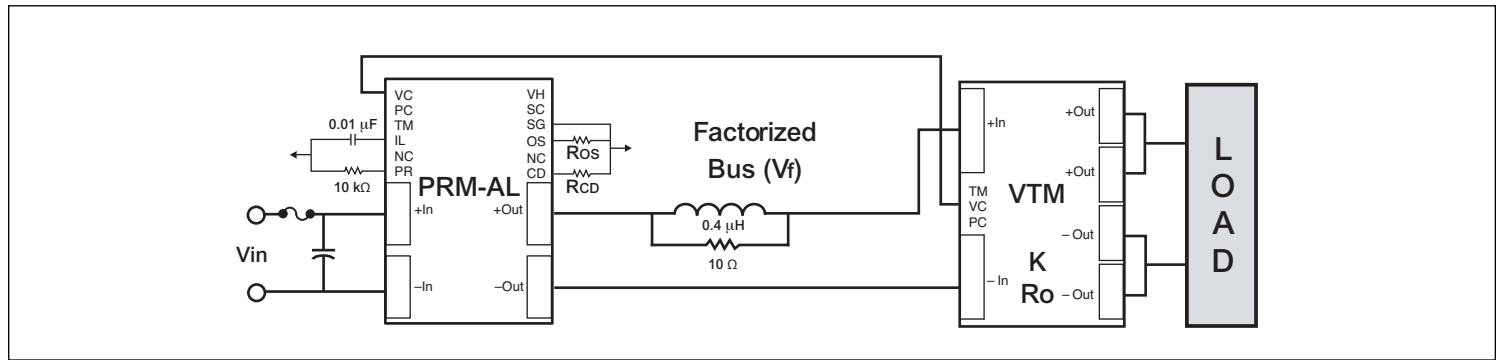 VC
PC
TM
IL
NC
PR
VH
SC
SG
OS
NC
CD
0.01 µF
10 kΩ
ROS
RCD
PRM-AL
+In
–In
+Out
–Out
Vin
Factorized
Bus (Vf)
0.4 µH
10 Ω
+In
– In
TM
VC
PC
VTM
K
Ro
+Out
+Out
– Out
– Out
L
O
A
D